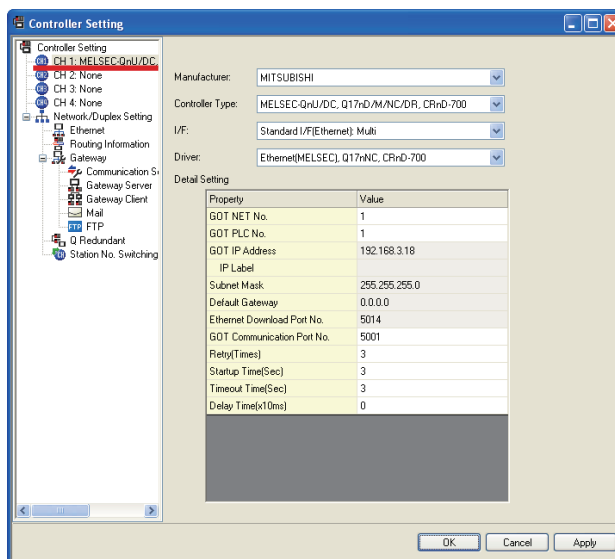 Controller Setting
Controller Setting
CH 1: MELSEC-QnU/DC,
CH 2: None
CH 3: None
CH 4: None
Network/Duplex Setting
Ethernet
Routing Information
Gateway
Communication S
Gateway Server
Gateway Client
Mail
FTP FTP
Q Redundant
Station No. Switching
Manufacturer: MITSUBISHI
Controller Type: MELSEC-QnU/DC, Q17nD/M/NC/DR, CRnD-700
I/F: Standard I/F(Ethernet): Multi
Driver: Ethernet(MELSEC), Q17nNC, CRnD-700
Detail Setting
Property Value
GOT NET No. 1
GOT PLC No. 1
GOT IP Address 192.168.3.18
IP Label
Subnet Mask 255.255.255.0
Default Gateway 0.0.0.0
Ethernet Download Port No. 5014
GOT Communication Port No. 5001
Retry(Times) 3
Startup Time(Sec) 3
Timeout Time(Sec) 3
Delay Time(x10ms) 0
OK Cancel Apply